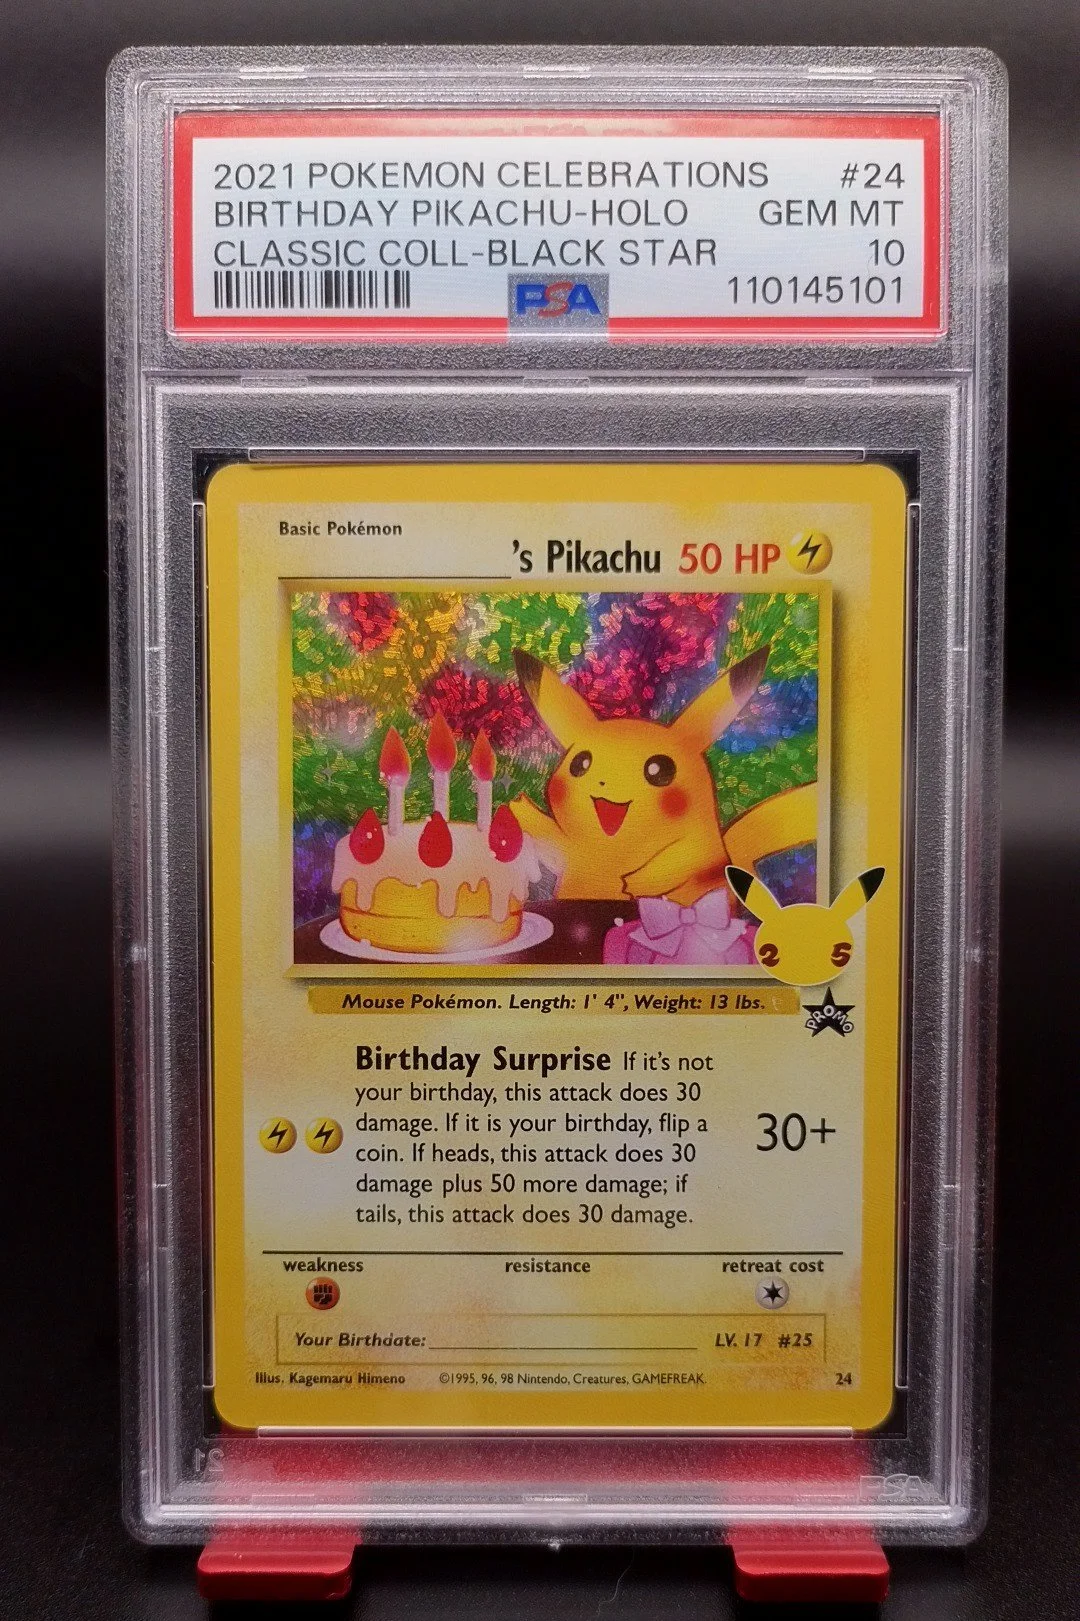 2021 POKEMON CELEBRATIONS #24
BIRTHDAY PIKACHU-HOLO GEM MT
CLASSIC COLL-BLACK STAR 10
PSA 110145101
Basic Pokémon
's Pikachu 50 HP
2 5
Mouse Pokémon. Length: 1' 4", Weight: 13 lbs.
PROMO
Birthday Surprise If it's not
your birthday, this attack does 30
damage. If it is your birthday, flip a
coin. If heads, this attack does 30
damage plus 50 more damage; if
tails, this attack does 30 damage.
30+
weakness resistance retreat cost
Your Birthdate: LV. 17 #25
Illus. Kagemaru Himeno ©1995, 96, 98 Nintendo, Creatures, GAMEFREAK. 24
PSA